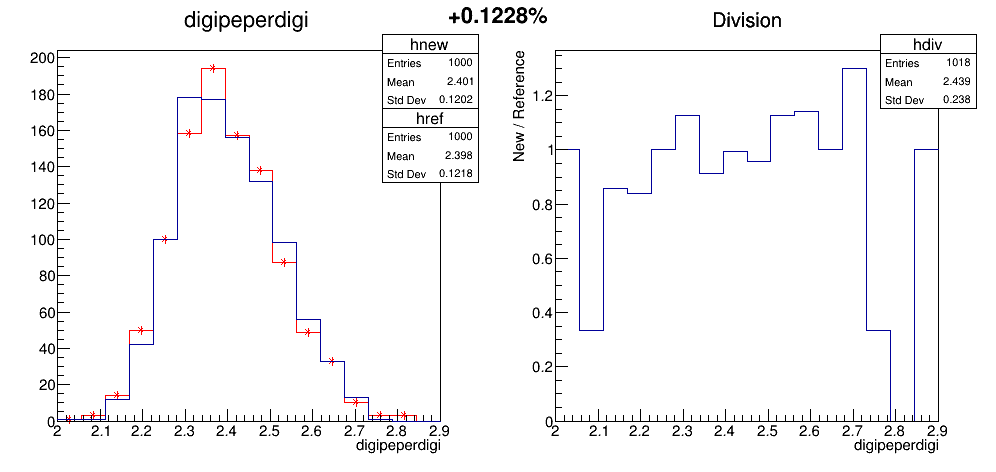 +0.1228%
digipeperdigi
hnew
Entries 1000
Mean 2.401
Std Dev 0.1202
href
Entries 1000
Mean 2.398
Std Dev 0.1218
200
180
160
140
120
100
80
60
40
20
0
2 2.1 2.2 2.3 2.4 2.5 2.6 2.7 2.8 2.9
digipeperdigi
Division
hdiv
Entries 1018
Mean 2.439
Std Dev 0.238
New / Reference
1.2
1
0.8
0.6
0.4
0.2
0
2 2.1 2.2 2.3 2.4 2.5 2.6 2.7 2.8 2.9
digipeperdigi